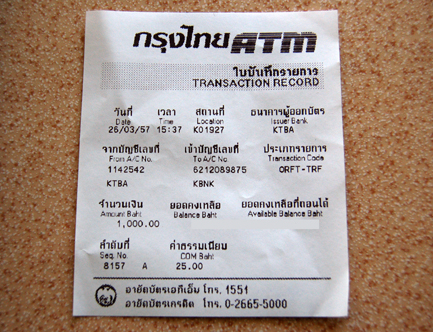 กรุงไทย ATM
ใบบันทึกรายการ
TRANSACTION RECORD
วันที่ เวลา สถานที่ ธนาคารผู้ออกบัตร
Date Time Location Issuer Bank
26/03/57 15:37 K01927 KTBA
จากบัญชีเลขที่ เข้าบัญชีเลขที่ ประเภทรายการ
From A/C No. To A/C No. Transaction Code
1142542 6212089875 ORFT-TRF
KTBA KBNK
จำนวนเงิน ยอดคงเหลือ ยอดคงเหลือที่ถอนได้
Amount Baht Balance Baht Available Balance Baht
1,000.00
ลำดับที่ ค่าธรรมเนียม
Seq. No. COM Baht
8157 A 25.00
อายัดบัตรเอทีเอ็ม โทร. 1551
อายัดบัตรเครดิต โทร. 0-2665-5000